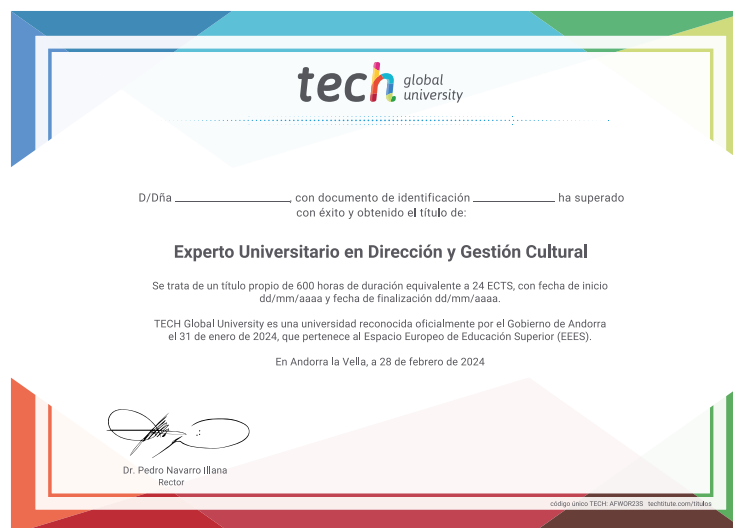 tech global university
D/Dña ____________________, con documento de identificación ______________ ha superado
con éxito y obtenido el título de:
Experto Universitario en Dirección y Gestión Cultural
Se trata de un título propio de 600 horas de duración equivalente a 24 ECTS, con fecha de inicio
dd/mm/aaaa y fecha de finalización dd/mm/aaaa.
TECH Global University es una universidad reconocida oficialmente por el Gobierno de Andorra
el 31 de enero de 2024, que pertenece al Espacio Europeo de Educación Superior (EEES).
En Andorra la Vella, a 28 de febrero de 2024
Dr. Pedro Navarro Illana
Rector
código único TECH: AFWOR23S techtitute.com/titulos